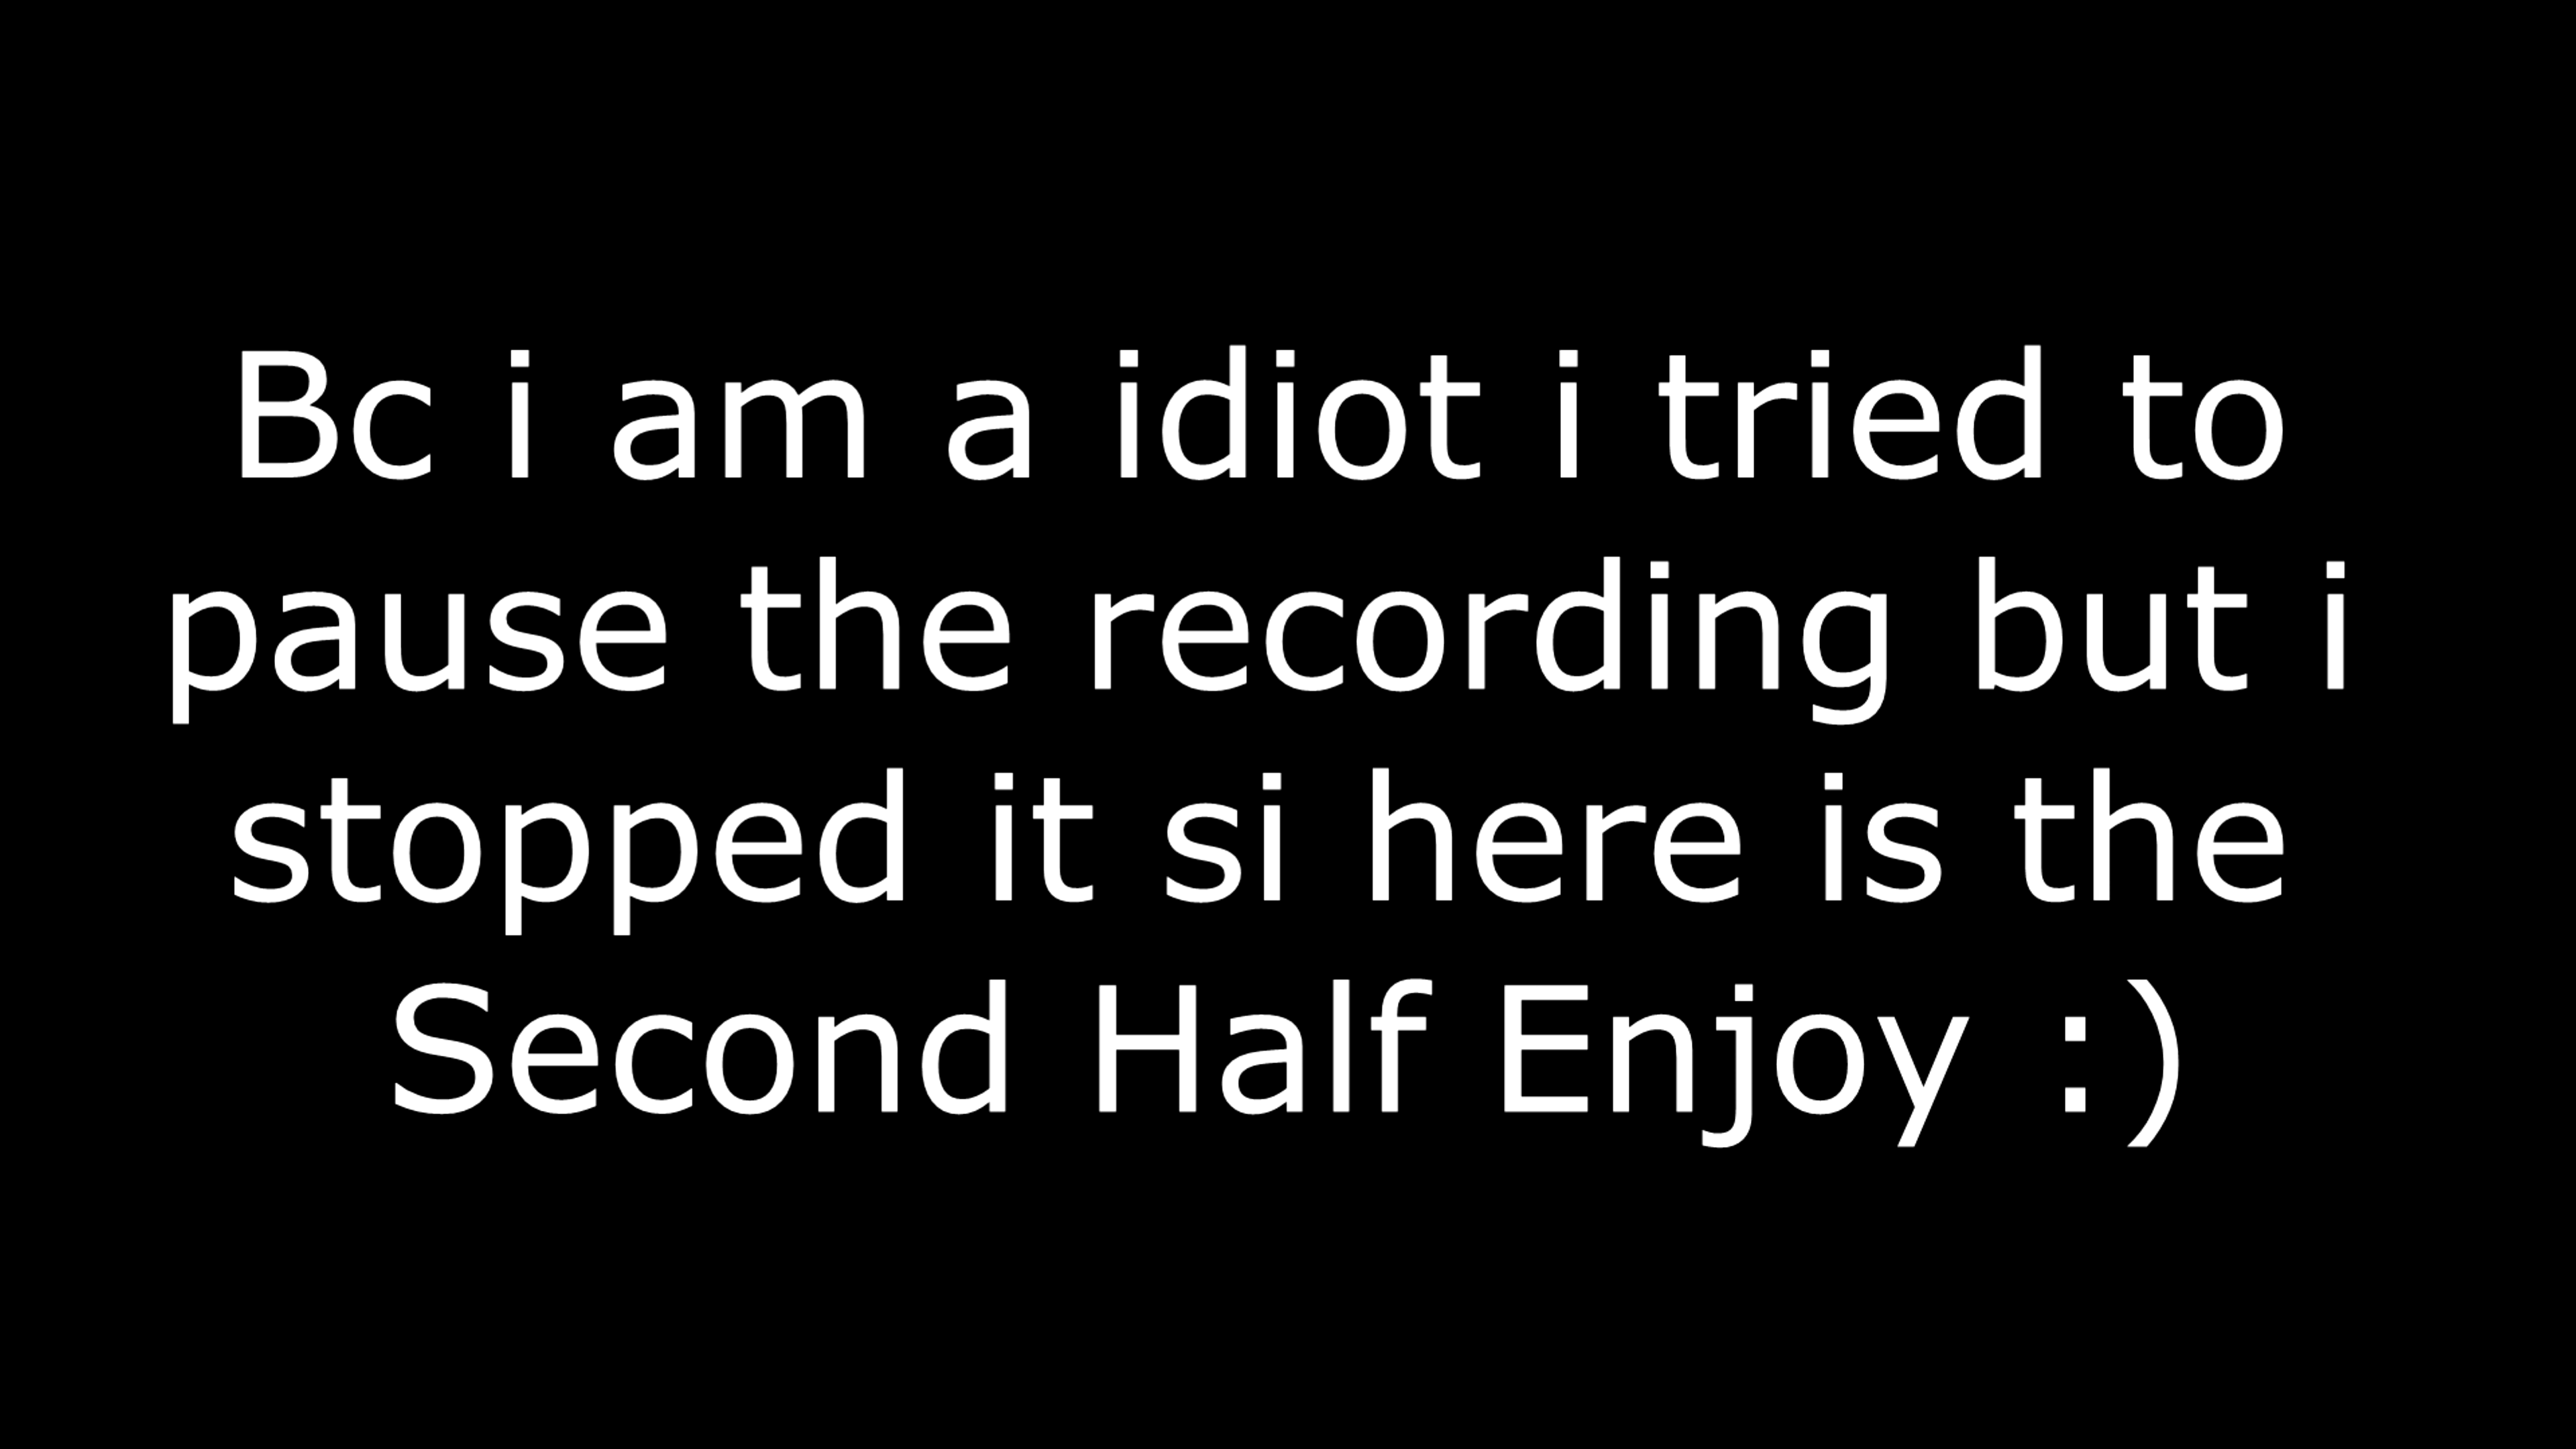 Bc i am a idiot i tried to
pause the recording but i
stopped it si here is the
Second Half Enjoy :)